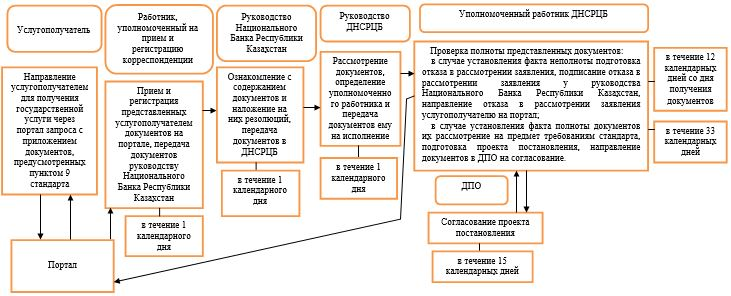 Услугополучатель
Работник,
уполномоченный на
прием и
регистрацию
корреспонденции
Руководство
Национального
Банка Республики
Казахстан
Руководство
ДНСРЦБ
Уполномоченный работник ДНСРЦБ
Направление
услугополучателем
для получения
государственной
услуги через
портал запроса с
приложением
документов,
предусмотренных
пунктом 9
стандарта
Прием и
регистрация
представленных
услугополучателем
документов на
портале, передача
документов
руководству
Национального
Банка Республики
Казахстан
в течение 1
календарного
дня
Ознакомление с
содержанием
документов и
наложение на
них резолюций,
передача
документов в
ДНСРЦБ
в течение 1
календарного
дня
Рассмотрение
документов,
определение
уполномоченно
го работника и
передача
документов ему
на исполнение
в течение 1
календарного
дня
Проверка полноты представленных документов:
в случае установления факта неполноты подготовка
отказа в рассмотрении заявления, подписание отказа в
рассмотрении заявления у руководства
Национального Банка Республики Казахстан,
направление отказа в рассмотрении заявления
услугополучателю на портал;
в случае установления факта полноты документов
их рассмотрение на предмет требованиям стандарта,
подготовка проекта постановления, направление
документов в ДПО на согласование.
в течение 12
календарных
дней со дня
получения
документов
в течение 33
календарных
дней
ДПО
Согласование проекта
постановления
в течение 15
календарных дней
Портал